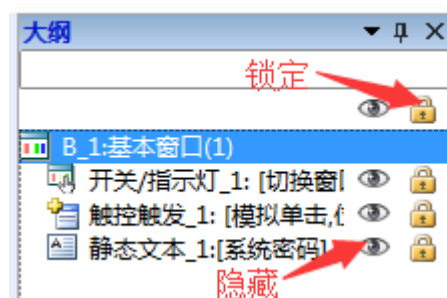 大纲
锁定
B_1:基本窗口(1)
开关/指示灯_1: [切换窗
触控触发_1: [模拟单击,
静态文本_1:[系统密码]
隐藏